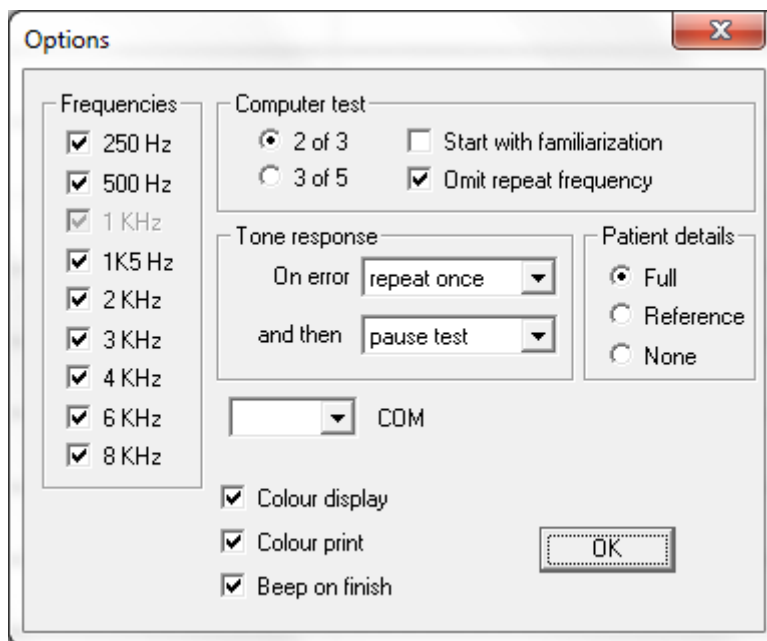 Options
Frequencies
250 Hz
500 Hz
1 KHz
1K5 Hz
2 KHz
3 KHz
4 KHz
6 KHz
8 KHz
Computer test
2 of 3
Start with familiarization
3 of 5
Omit repeat frequency
Tone response
On error repeat once
and then pause test
Patient details
Full
Reference
None
COM
Colour display
Colour print
Beep on finish
OK